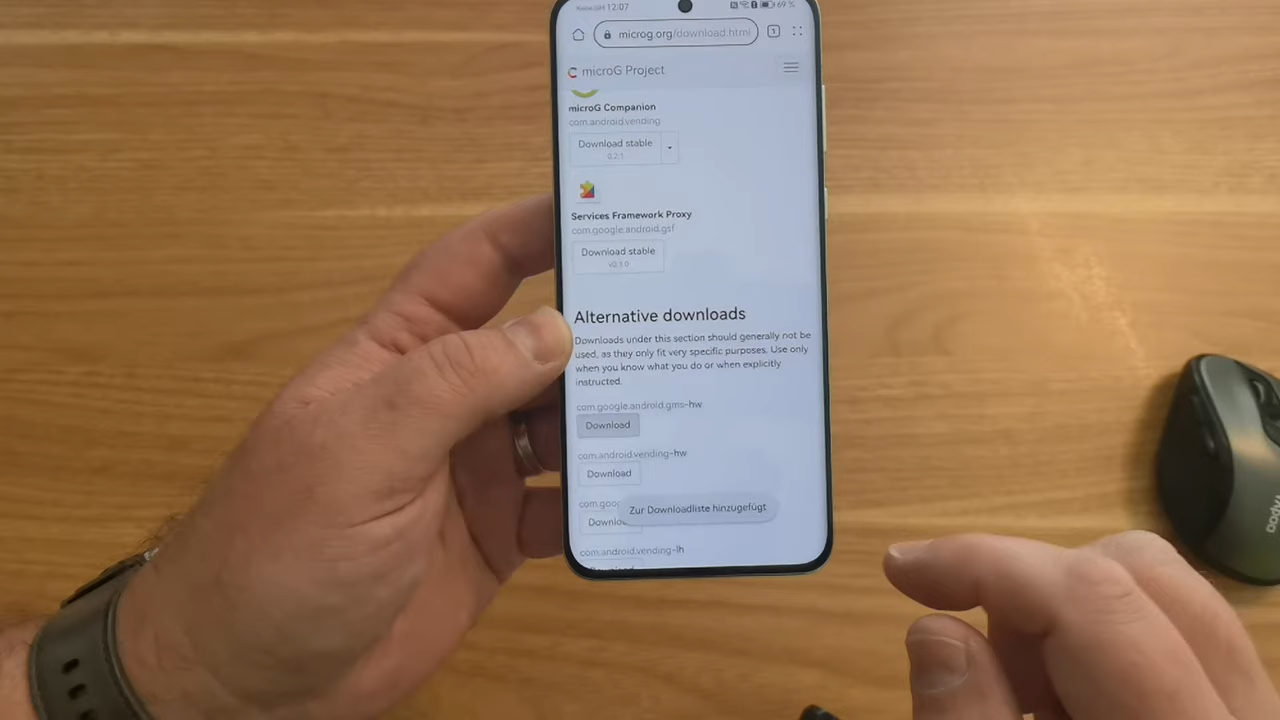 12:07
69 %
microg.org/download.html
1
microG Project
microG Companion
com.android.vending
Download stable
0.2.1
Services Framework Proxy
com.google.android.gsf
Download stable
v0.1.0
Alternative downloads
Downloads under this section should generally not be
used, as they only fit very specific purposes. Use only
when you know what you do or when explicitly
instructed.
com.google.android.gms-hw
Download
com.android.vending-hw
Download
com.goog
Zur Downloadliste hinzugefügt
Downlo
com.android.vending-lh